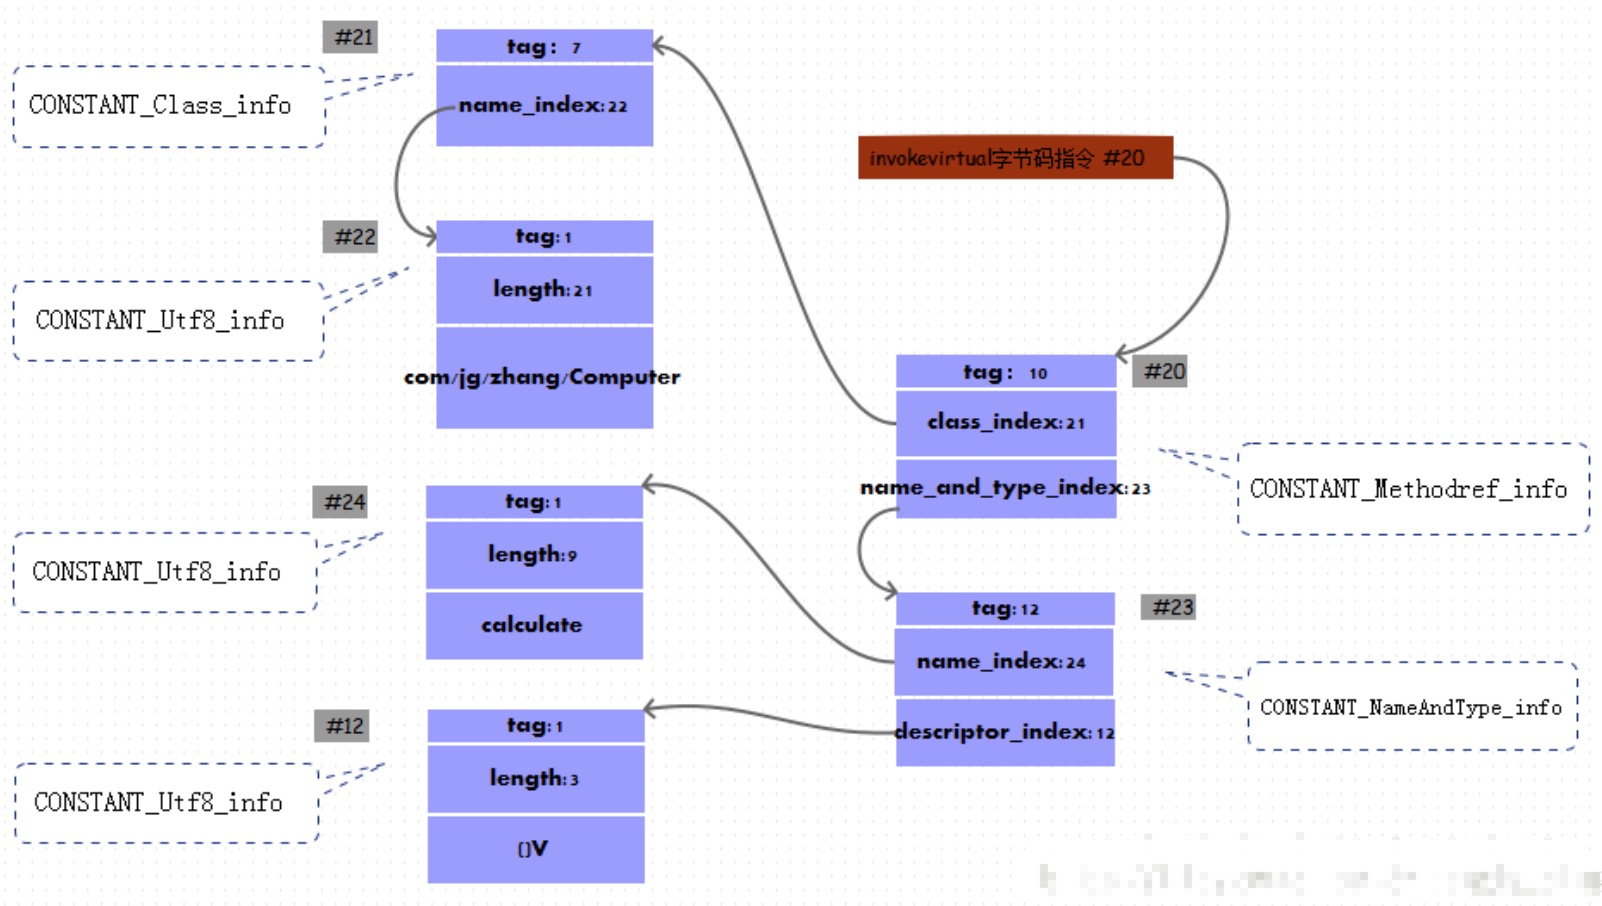 #21
tag: 7
CONSTANT_Class_info
name_index:22
invokevirtual字节码指令 #20
#22
tag:1
length:21
CONSTANT_Utf8_info
com/jg/zhang/Computer
tag: 10
#20
class_index:21
name_and_type_index:23
CONSTANT_Methodref_info
#24
tag:1
length:9
CONSTANT_Utf8_info
calculate
tag:12
#23
name_index:24
CONSTANT_NameAndType_info
descriptor_index:12
#12
tag:1
length:3
CONSTANT_Utf8_info
()V